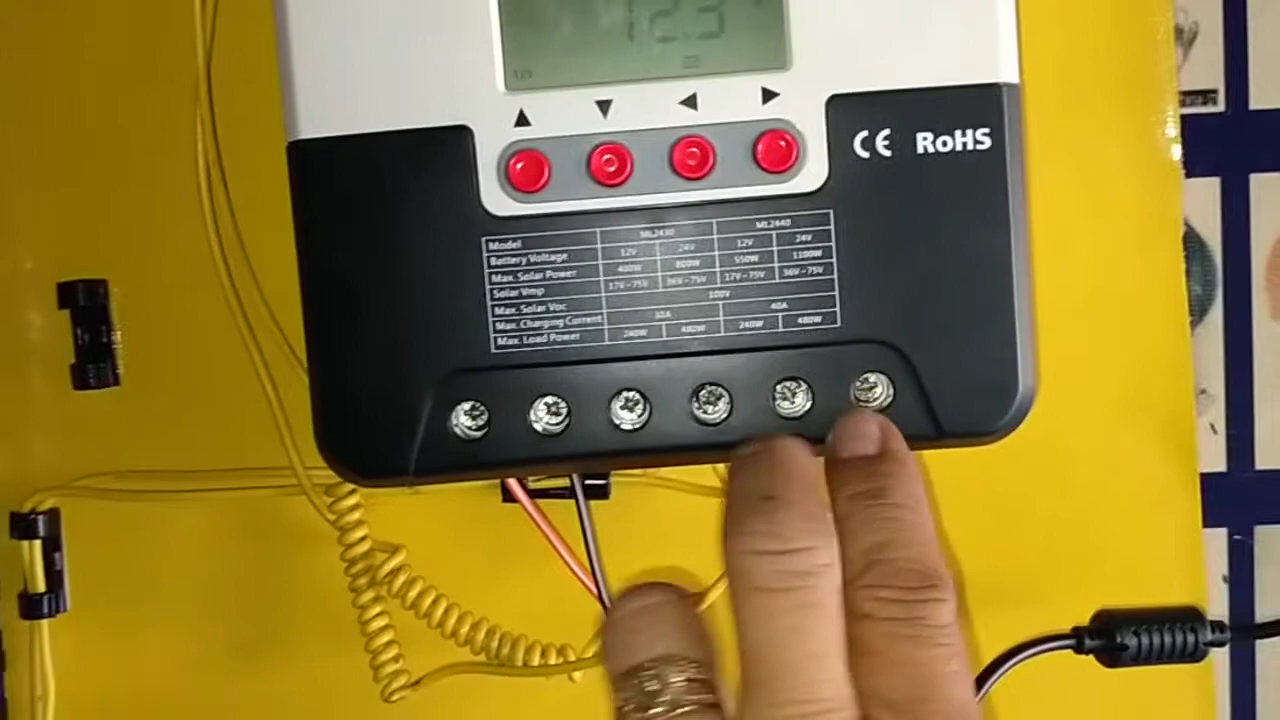 12.3
12V
▲ ▼ ◀ ▶
CE RoHS
Model ML2430 ML2440
Battery Voltage 12V 24V 12V 24V
Max. Solar Power 400W 800W 550W 1100W
Solar Vmp 17V~75V 36V~75V 17V~75V 36V~75V
Max. Solar Voc 100V
Max. Charging Current 30A 40A
Max. Load Power 240W 480W 240W 480W